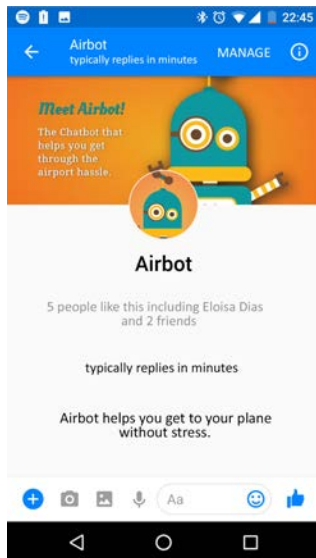 22:45
Airbot
typically replies in minutes
MANAGE
Meet Airbot!
The Chatbot that
helps you get
through the
airport hassle.
Airbot
5 people like this including Eloisa Dias
and 2 friends
typically replies in minutes
Airbot helps you get to your plane
without stress.
Aa